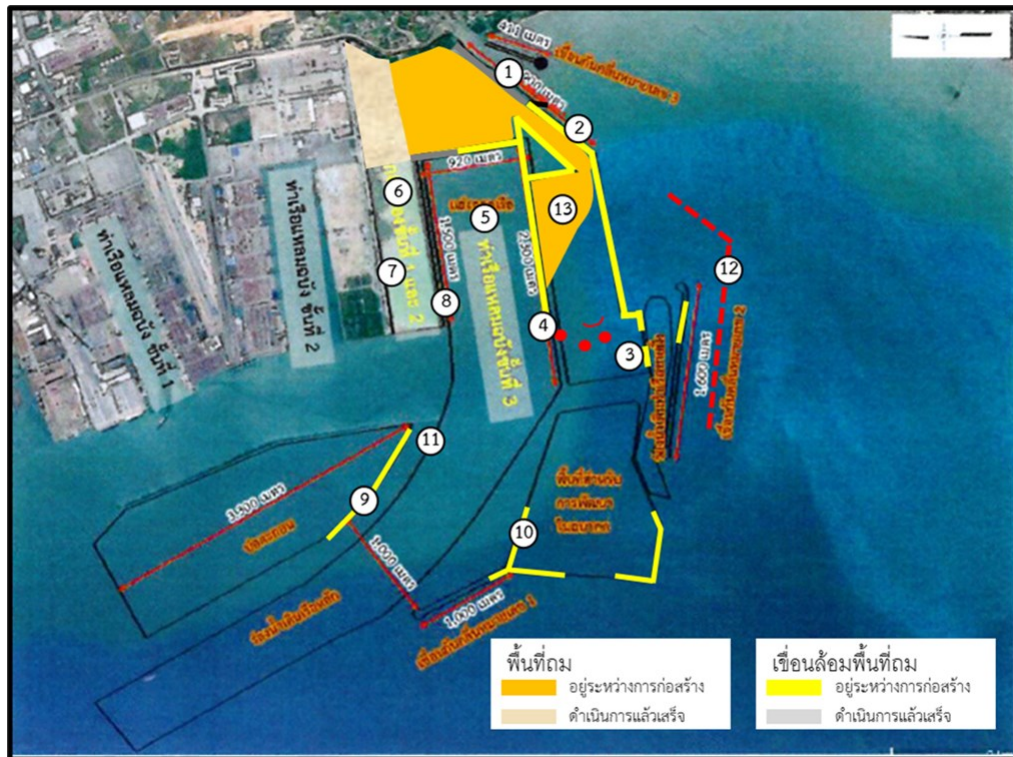 411 เมตร
เขื่อนกันคลื่นหมายเลข 3
1
2
920 เมตร
6
13
5
1,500 เมตร
2,500 เมตร
7
12
ท่าเรือแหลมฉบัง ขั้นที่ 1
ท่าเรือแหลมฉบัง ขั้นที่ 2
8
ท่าเรือแหลมฉบังขั้นที่ 3
4
3
1,600 เมตร
เขื่อนกันคลื่นหมายเลข 2
11
3,500 เมตร
9
พื้นที่สำหรับ
การพัฒนา
ในอนาคต
10
1,000 เมตร
ร่องน้ำเดินเรือหลัก
1,000 เมตร
เขื่อนกันคลื่นหมายเลข 1
พื้นที่ถม
อยู่ระหว่างการก่อสร้าง
ดำเนินการแล้วเสร็จ
เขื่อนล้อมพื้นที่ถม
อยู่ระหว่างการก่อสร้าง
ดำเนินการแล้วเสร็จ